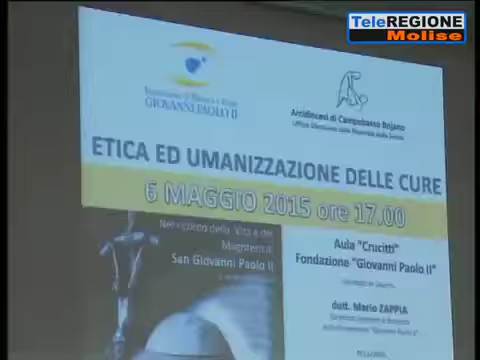 TeleREGIONE
Molise
GIOVANNI PAOLO II
Arcidiocesi di Campobasso Bojano
ETICA ED UMANIZZAZIONE DELLE CURE
6 MAGGIO 2015 ore 17.00
Nel ricordo della Vita e del
Magistero di
San Giovanni Paolo II
Aula "Crucitti"
Fondazione "Giovanni Paolo II"
dott. Mario ZAPPIA